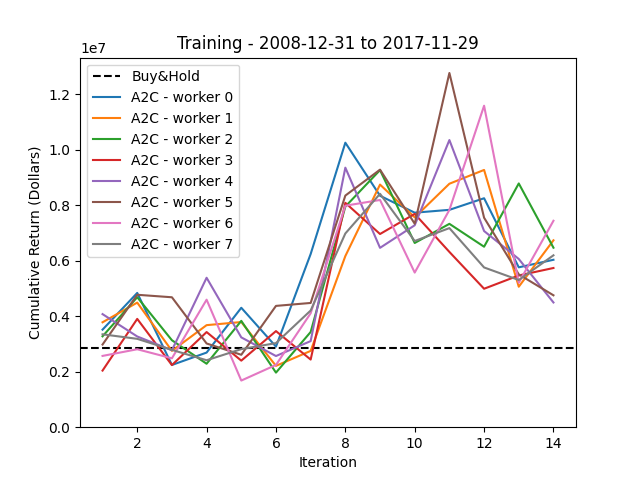 Training - 2008-12-31 to 2017-11-29
1e7
Buy&Hold
A2C - worker 0
A2C - worker 1
A2C - worker 2
A2C - worker 3
A2C - worker 4
A2C - worker 5
A2C - worker 6
A2C - worker 7
Cumulative Return (Dollars)
1.2
1.0
0.8
0.6
0.4
0.2
0.0
2 4 6 8 10 12 14
Iteration